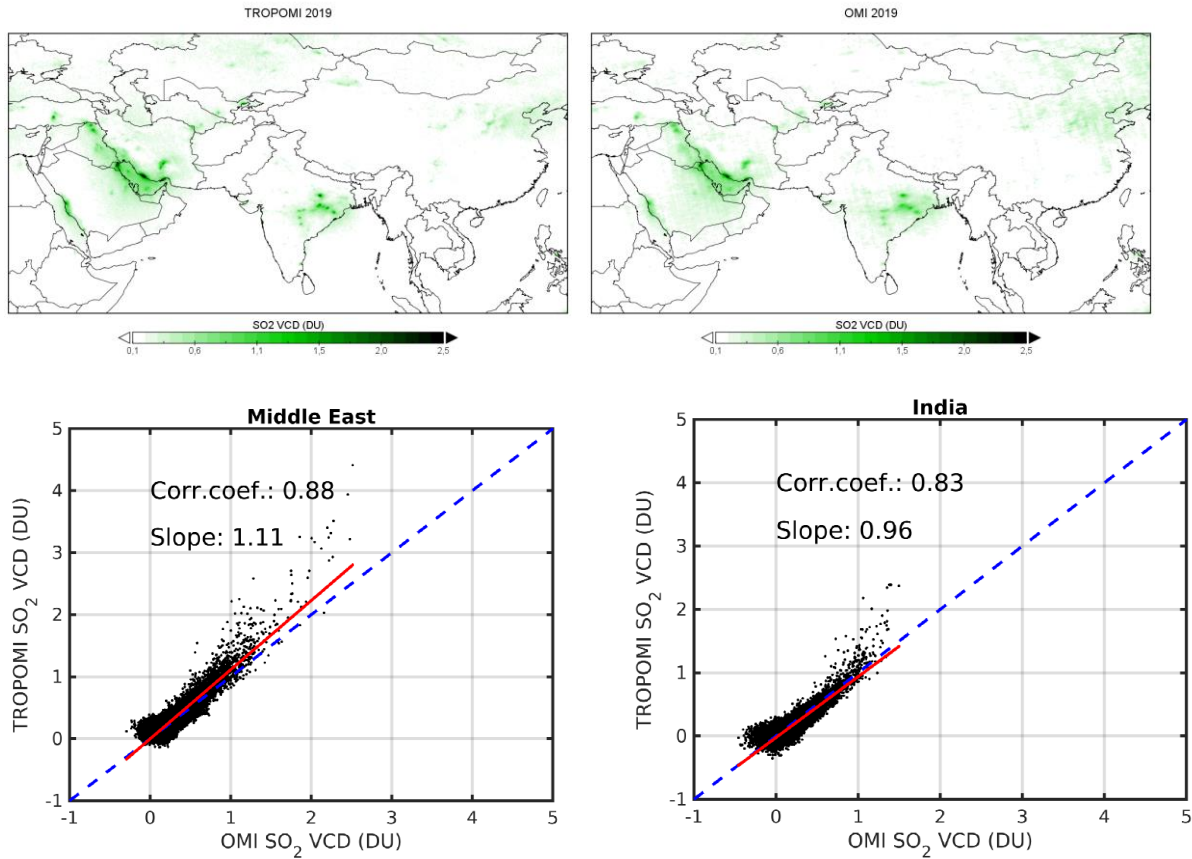 TROPOMI 2019
OMI 2019
SO2 VCD (DU)
0,1 0,6 1,1 1,5 2,0 2,5
SO2 VCD (DU)
0,1 0,6 1,1 1,5 2,0 2,5
Middle East
Corr.coef.: 0.88
Slope: 1.11
TROPOMI SO₂ VCD (DU)
5
4
3
2
1
0
-1
-1 0 1 2 3 4 5
OMI SO₂ VCD (DU)
India
Corr.coef.: 0.83
Slope: 0.96
TROPOMI SO₂ VCD (DU)
5
4
3
2
1
0
-1
-1 0 1 2 3 4 5
OMI SO₂ VCD (DU)